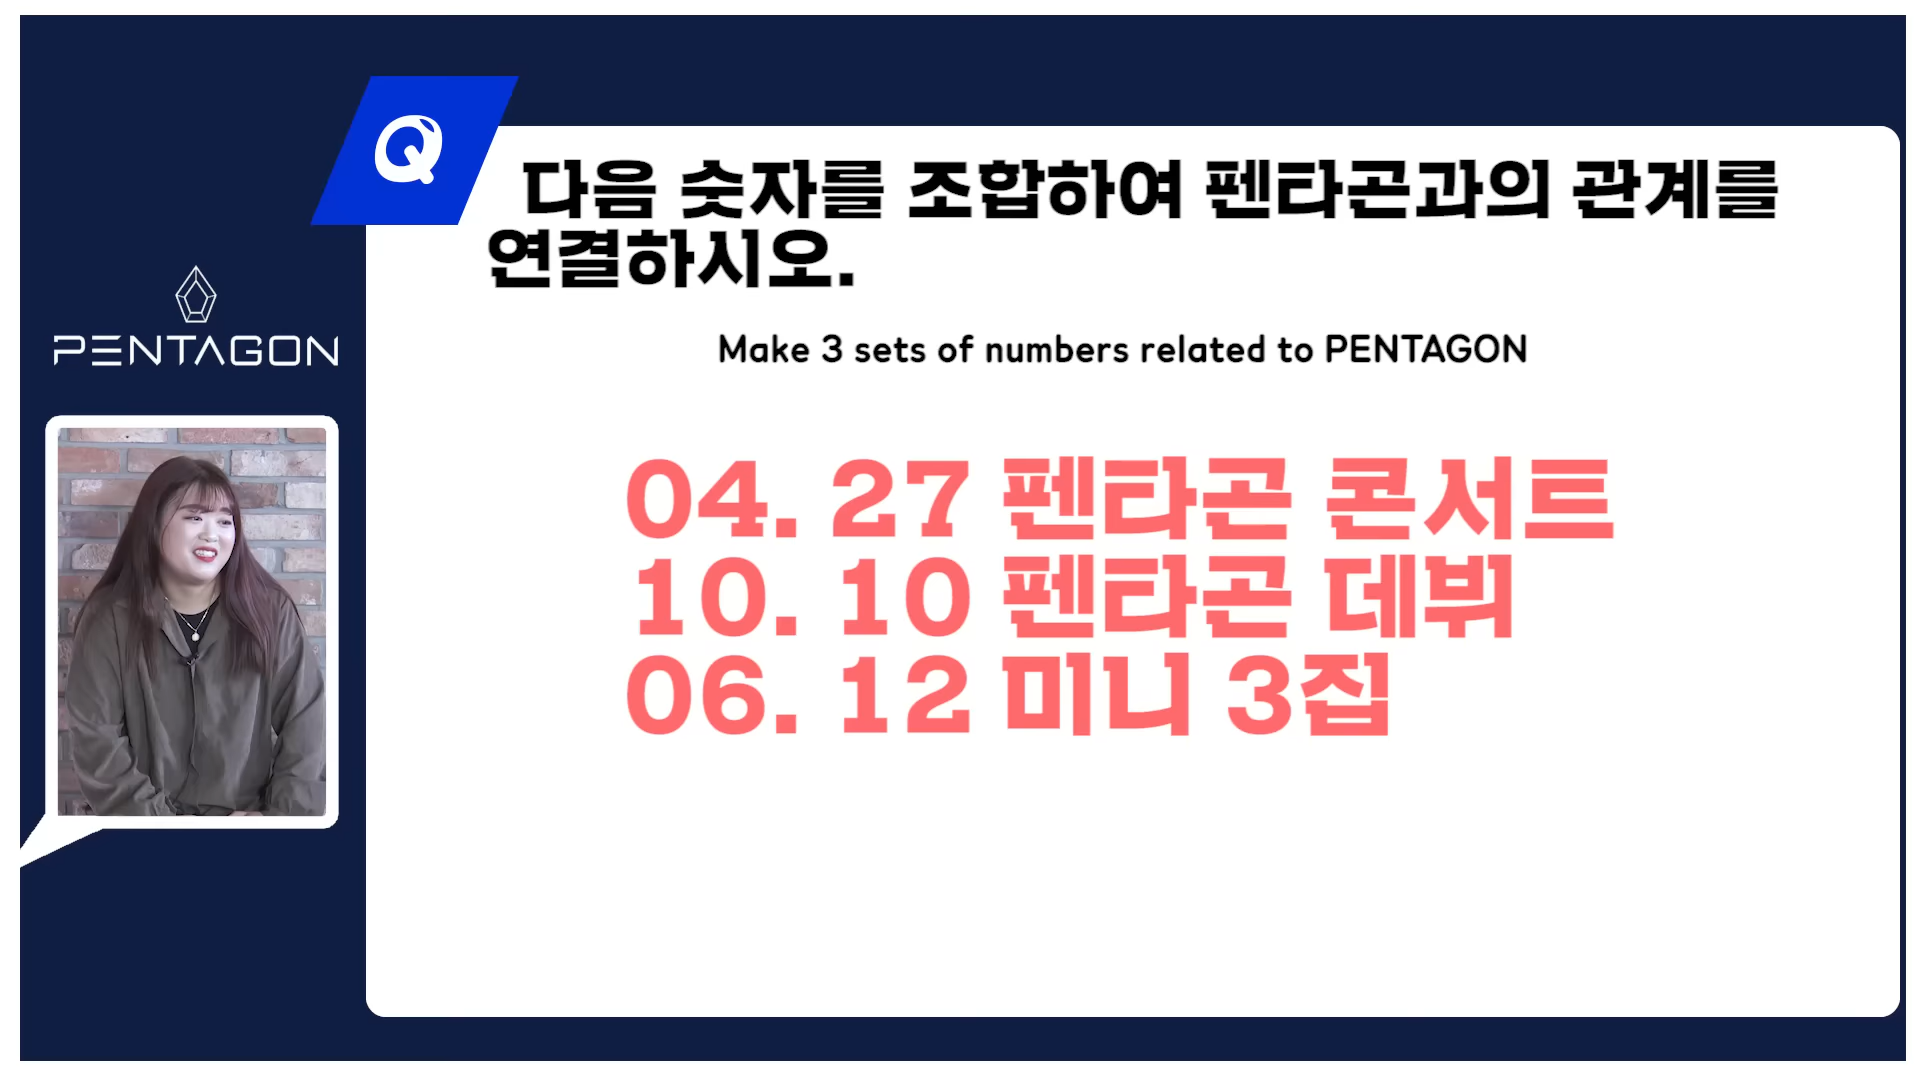 Q
다음 숫자를 조합하여 펜타곤과의 관계를
연결하시오.
Make 3 sets of numbers related to PENTAGON
PENTAGON
04. 27 펜타곤 콘서트
10. 10 펜타곤 데뷔
06. 12 미니 3집